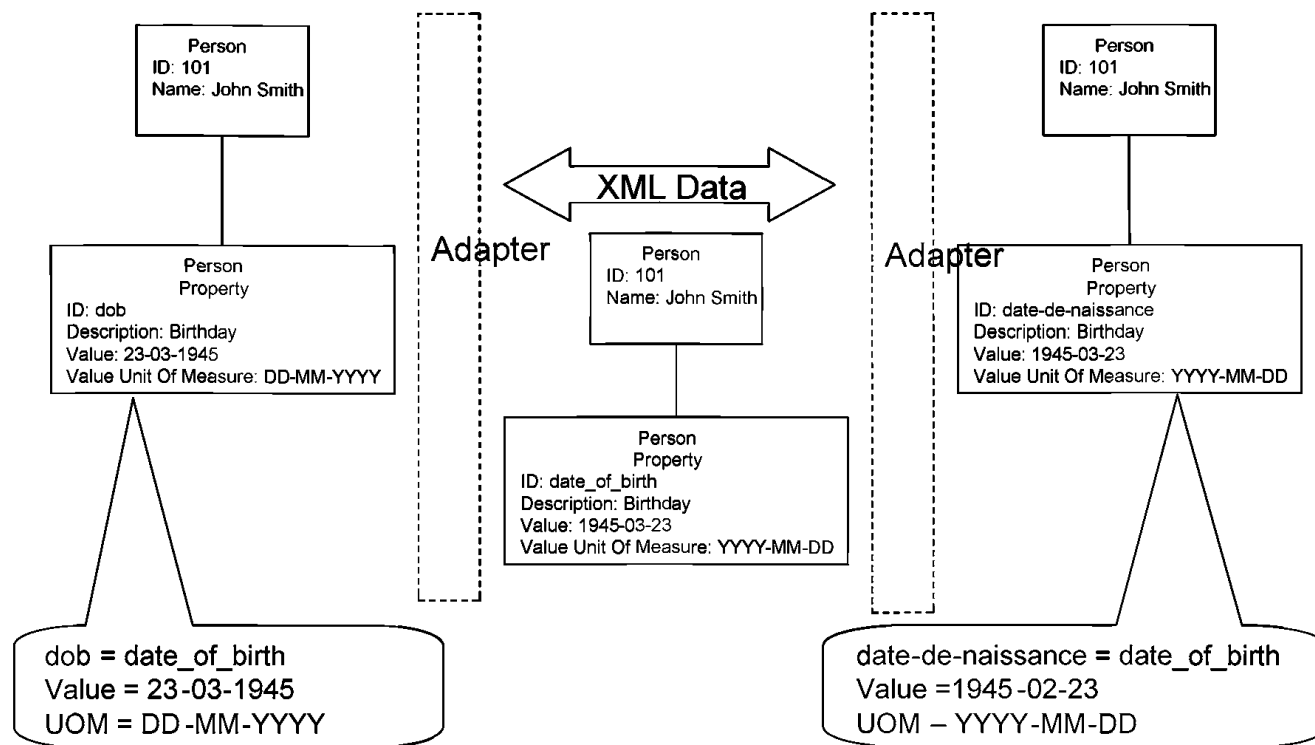 Person
ID: 101
Name: John Smith
Person
Property
ID: dob
Description: Birthday
Value: 23-03-1945
Value Unit Of Measure: DD-MM-YYYY
dob = date_of_birth
Value = 23-03-1945
UOM = DD-MM-YYYY
Adapter
XML Data
Person
ID: 101
Name: John Smith
Person
Property
ID: date_of_birth
Description: Birthday
Value: 1945-03-23
Value Unit Of Measure: YYYY-MM-DD
Adapter
Person
ID: 101
Name: John Smith
Person
Property
ID: date-de-naissance
Description: Birthday
Value: 1945-03-23
Value Unit Of Measure: YYYY-MM-DD
date-de-naissance = date_of_birth
Value =1945-02-23
UOM – YYYY-MM-DD